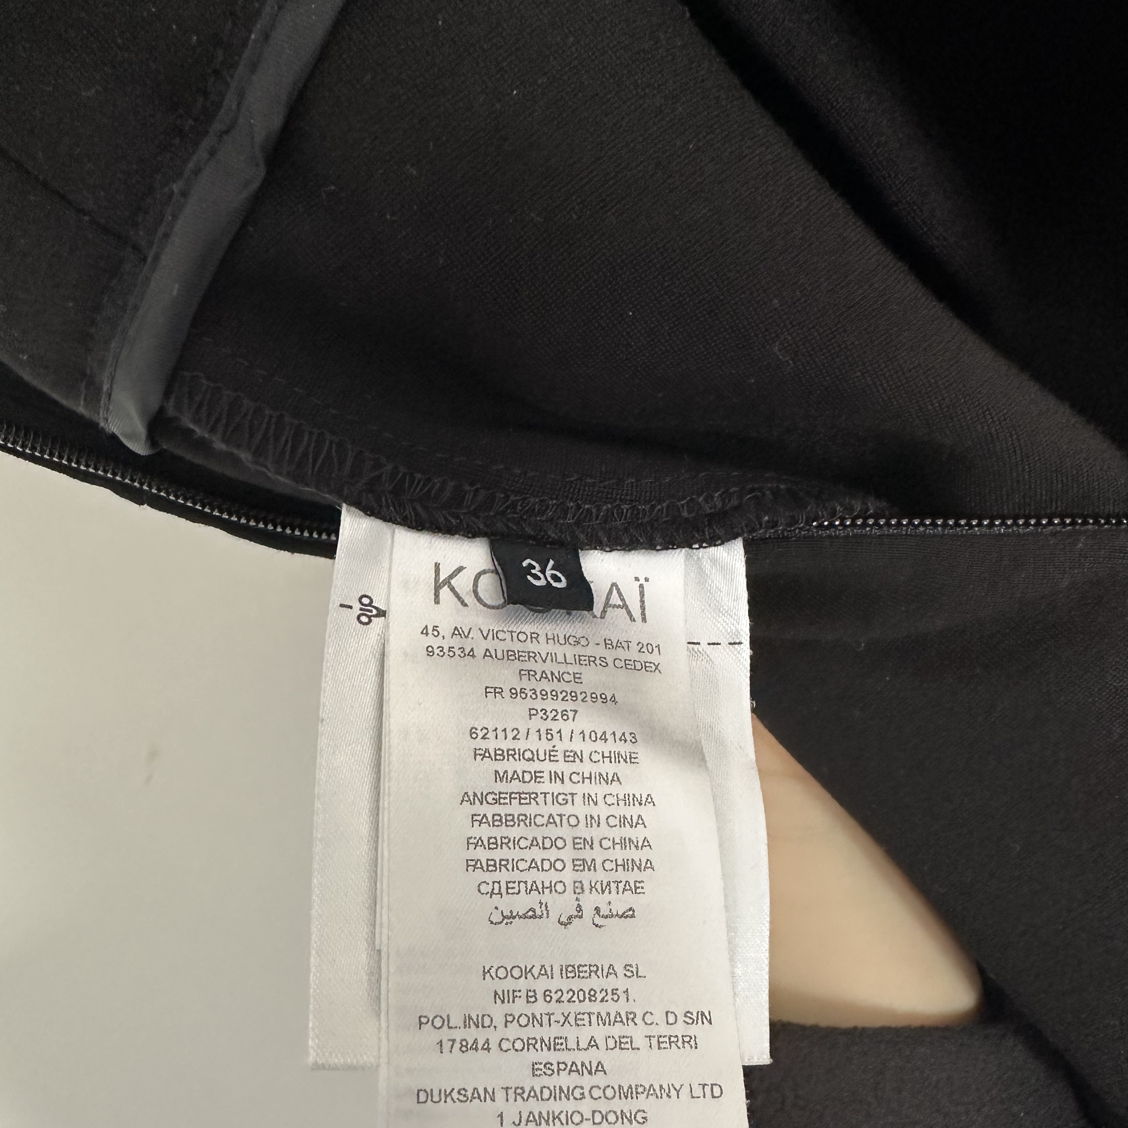 36
KOOKAÏ
45, AV. VICTOR HUGO - BAT 201
93534 AUBERVILLIERS CEDEX
FRANCE
FR 95399292994
P3267
62112 / 151 / 104143
FABRIQUÉ EN CHINE
MADE IN CHINA
ANGEFERTIGT IN CHINA
FABBRICATO IN CINA
FABRICADO EN CHINA
FABRICADO EM CHINA
СДЕЛАНО В КИТАЕ
صنع في الصين
KOOKAI IBERIA SL
NIF B 62208251.
POL.IND, PONT-XETMAR C. D S/N
17844 CORNELLA DEL TERRI
ESPANA
DUKSAN TRADING COMPANY LTD
1 JANKIO-DONG